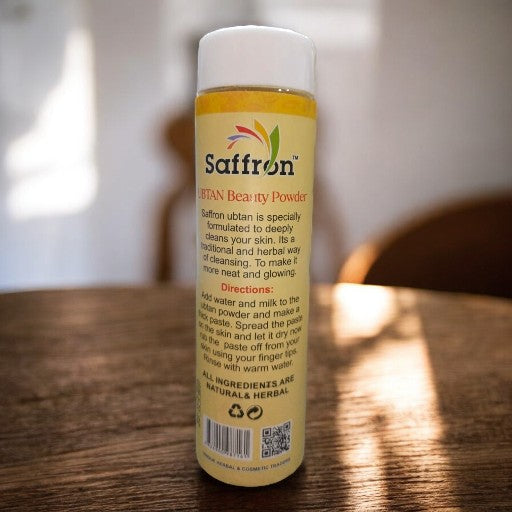 Saffron™
UBTAN Beauty Powder
Saffron ubtan is specially
formulated to deeply
cleans your skin. Its a
traditional and herbal way
of cleansing. To make it
more neat and glowing.
Directions:
Add water and milk to the
ubtan powder and make a
thick paste. Spread the paste
on the skin and let it dry now
rub the paste off from your
skin using your finger tips.
Rinse with warm water.
ALL INGREDIENTS ARE
NATURAL& HERBAL
HERBAL & COSMETIC TRADING